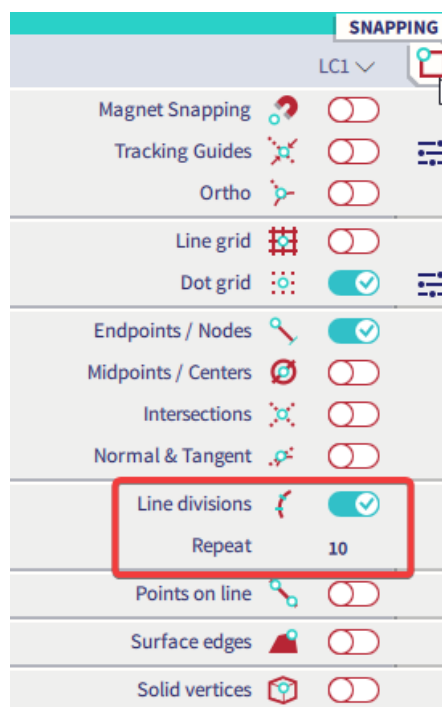 SNAPPING
LC1
Magnet Snapping
Tracking Guides
Ortho
Line grid
Dot grid
Endpoints / Nodes
Midpoints / Centers
Intersections
Normal & Tangent
Line divisions
Repeat 10
Points on line
Surface edges
Solid vertices